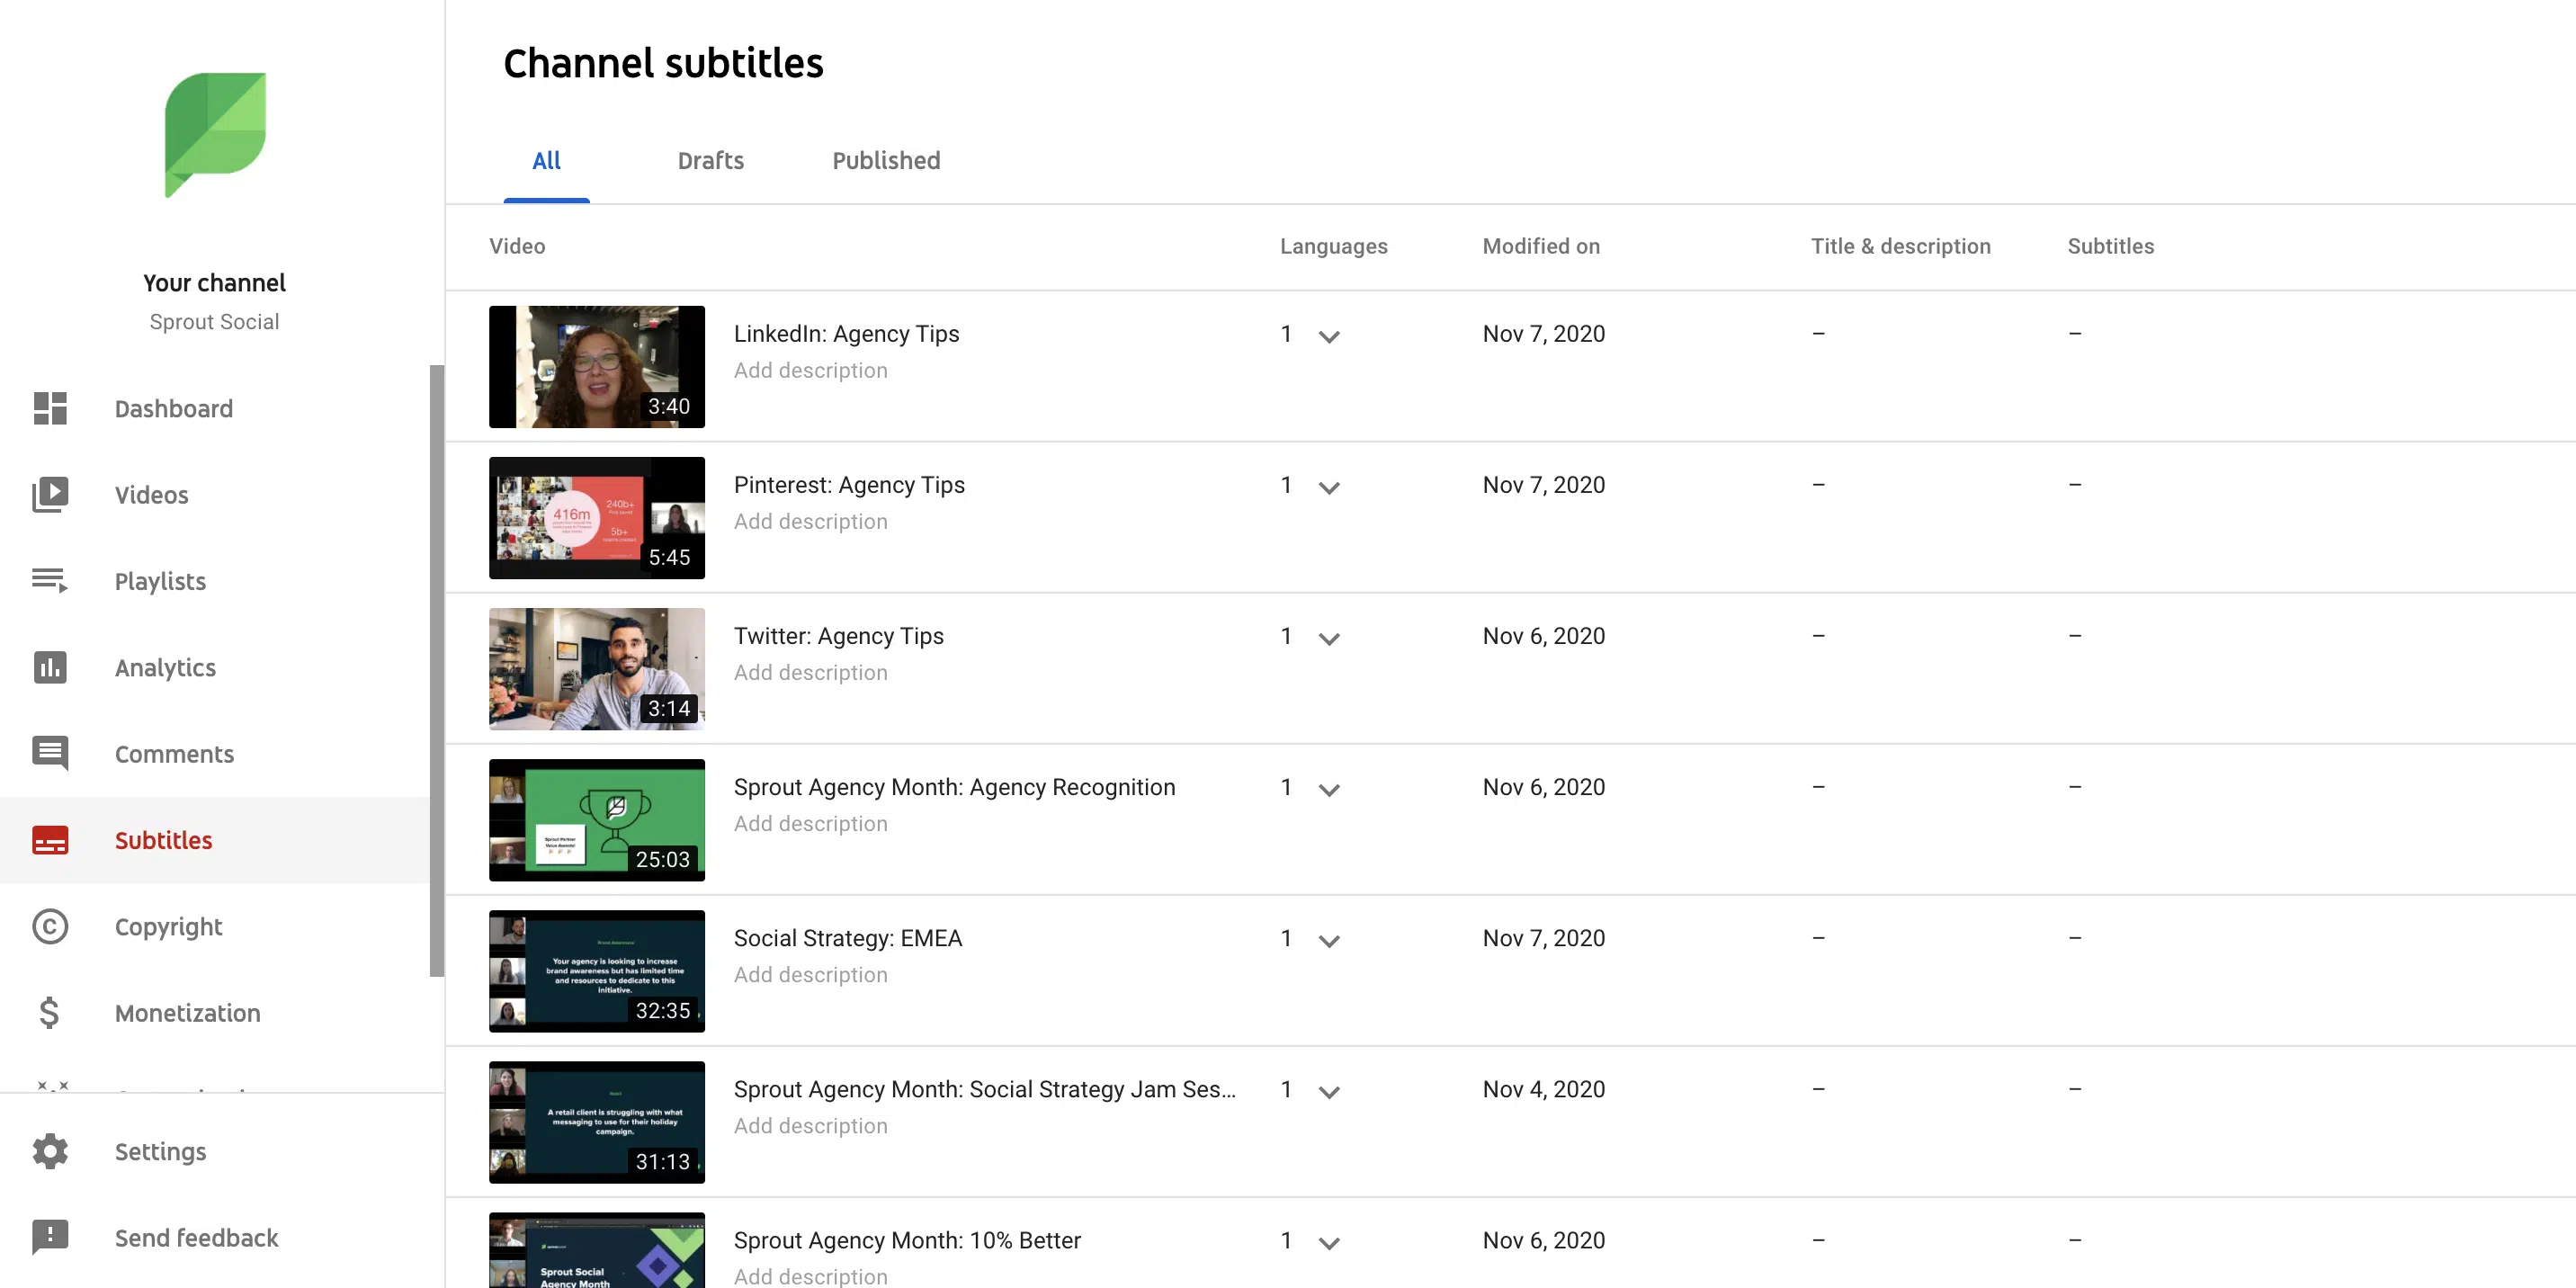 Your channel
Sprout Social
Dashboard
Videos
Playlists
Analytics
Comments
Subtitles
Copyright
Monetization
Settings
Send feedback
Channel subtitles
All Drafts Published
Video Languages Modified on Title & description Subtitles
3:40
LinkedIn: Agency Tips 1 Nov 7, 2020 – –
Add description
416m
240b+
5b+
5:45
Pinterest: Agency Tips 1 Nov 7, 2020 – –
Add description
3:14
Twitter: Agency Tips 1 Nov 6, 2020 – –
Add description
Sprout Partner
Value Awards!
25:03
Sprout Agency Month: Agency Recognition 1 Nov 6, 2020 – –
Add description
Your agency is looking to increase
brand awareness but has limited time
and resources to dedicate to this
initiative.
32:35
Social Strategy: EMEA 1 Nov 7, 2020 – –
Add description
A retail client is struggling with what
messaging to use for their holiday
campaign.
31:13
Sprout Agency Month: Social Strategy Jam Ses... 1 Nov 4, 2020 – –
Add description
Sprout Social
Agency Month
Sprout Agency Month: 10% Better 1 Nov 6, 2020 – –
Add description